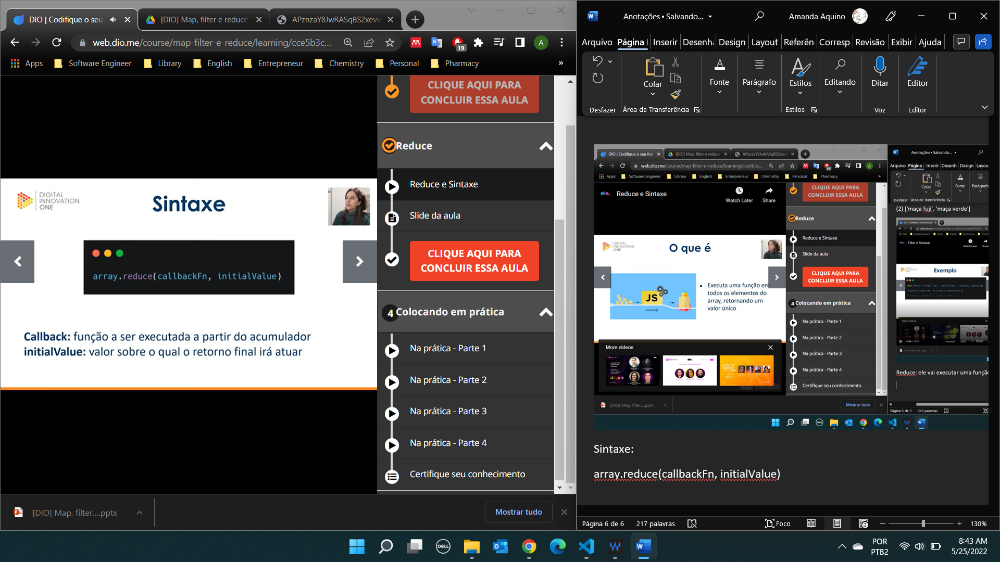 DIO | Codifique o seu
[DIO] Map, filter e reduce
APznzaY8JwRASqBS2xevw
web.dio.me/course/map-filter-e-reduce/learning/cce5b3c...
19
A
Apps
Software Engineer
Library
English
Entrepreneur
Chemistry
Personal
Pharmacy
»
CLIQUE AQUI PARA
CONCLUIR ESSA AULA
Reduce
Reduce e Sintaxe
Slide da aula
CLIQUE AQUI PARA
CONCLUIR ESSA AULA
4 Colocando em prática
Na prática - Parte 1
Na prática - Parte 2
Na prática - Parte 3
Na prática - Parte 4
Certifique seu conhecimento
DIGITAL
INNOVATION
ONE
Sintaxe
array.reduce(callbackFn, initialValue)
Callback: função a ser executada a partir do acumulador
initialValue: valor sobre o qual o retorno final irá atuar
[DIO] Map, filter....pptx
Mostrar tudo
Anotações • Salvando...
Amanda Aquino
Arquivo
Página
Inserir
Desenh
Design
Layout
Referên
Corresp
Revisão
Exibir
Ajuda
Colar
Fonte
Parágrafo
Estilos
Editando
Ditar
Editor
Desfazer
Área de Transferência
Estilos
Voz
Editor
DIO | Codifique o seu futu
[DIO] Map, filter e reduce
APznzaY8JwRASqBS2xevw
web.dio.me/course/map-filter-e-reduce/learning/cce5b3c...
Apps
Software Engineer
Library
English
Entrepreneur
Chemistry
Personal
Pharmacy
dio.
Reduce e Sintaxe
Watch Later
Share
CLIQUE AQUI PARA
CONCLUIR ESSA AULA
Reduce
Reduce e Sintaxe
Slide da aula
CLIQUE AQUI PARA
CONCLUIR ESSA AULA
4 Colocando em prática
Na prática - Parte 1
Na prática - Parte 2
Na prática - Parte 3
Na prática - Parte 4
Certifique seu conhecimento
DIGITAL
INNOVATION
ONE
O que é
JS
.reduce()
• Executa uma função em
todos os elementos do
array, retornando um
valor único
More videos
YouTube
[DIO] Map, filter....pptx
Mostrar tudo
Anotações • Salvando...
Arquivo
Página
Inserir
Desenh
Design
Layou
Colar
Fonte
Parágrafo
Desfazer
Área de Transferência
(2) ['maça fuji', 'maça verde']
Filter e Sintaxe
Watch Later
Share
Exemplo
More videos
Reduce: ele vai executar uma função
Página 5 de 5
210 palavras
Sintaxe:
array.reduce(callbackFn, initialValue)
Página 6 de 6
217 palavras
Foco
130%
DELL
POR
PTB2
8:43 AM
5/25/2022